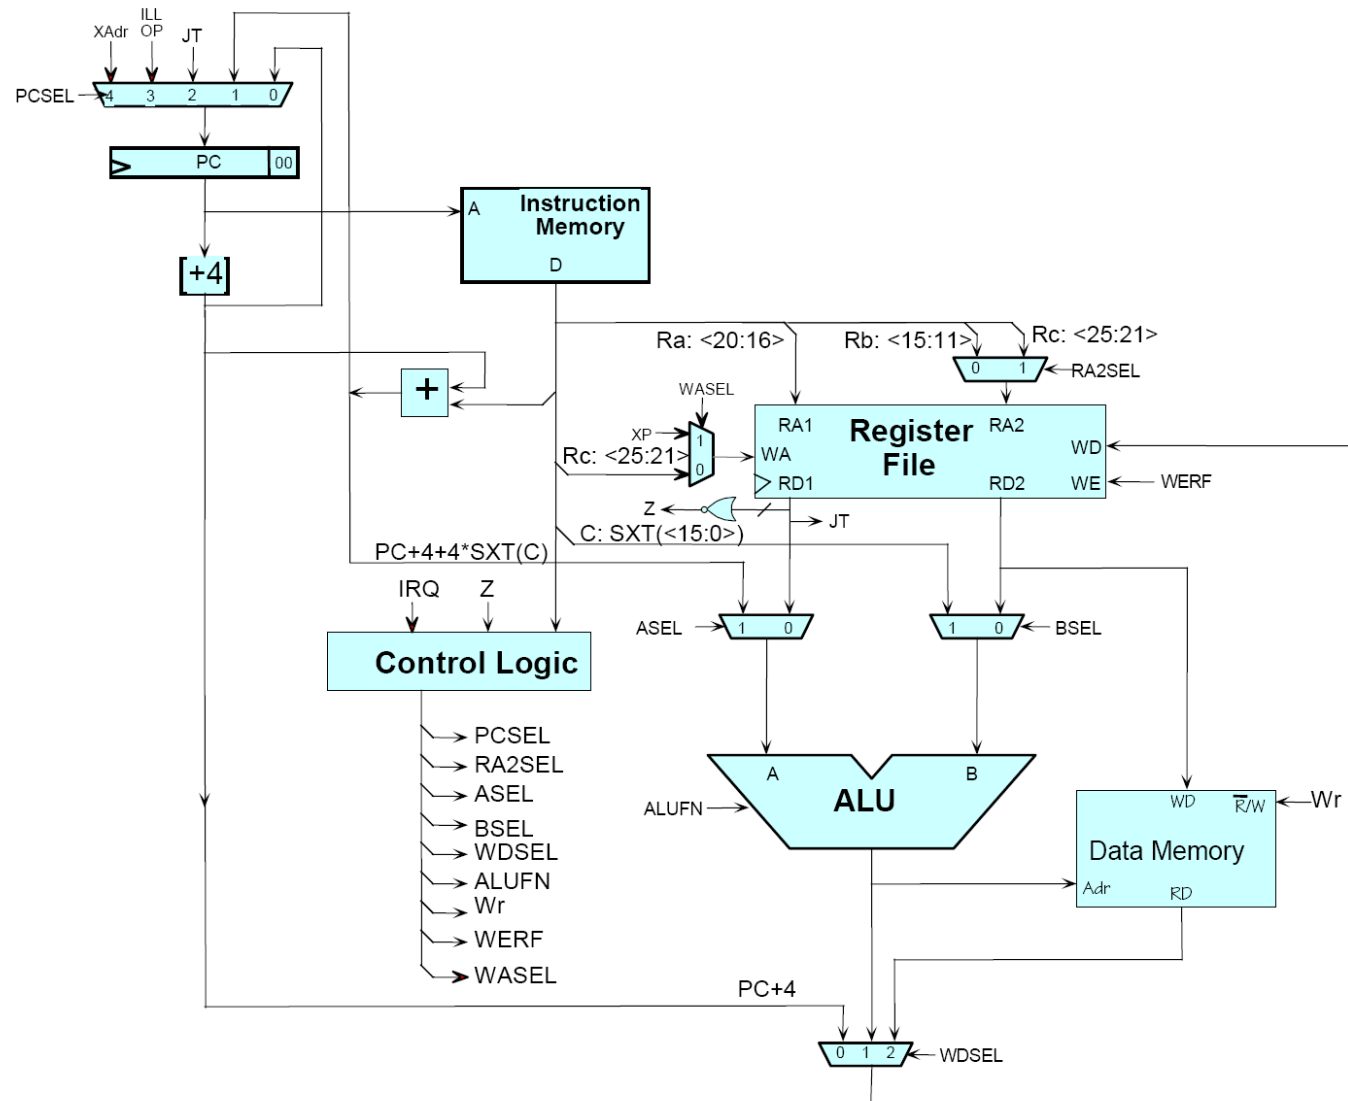 ILL
XAdr OP JT
PCSEL 4 3 2 1 0
PC 00
A Instruction
Memory
+4
D
Ra: <20:16> Rb: <15:11> Rc: <25:21>
0 1 RA2SEL
+
WASEL
XP 1
RA1 Register RA2
WD
Rc: <25:21> 0 WA File
RD1 RD2 WE WERF
Z JT
C: SXT(<15:0>)
PC+4+4*SXT(C)
IRQ Z
ASEL 1 0 1 0 BSEL
Control Logic
PCSEL
RA2SEL
ASEL
BSEL
WDSEL
ALUFN
Wr
WERF
WASEL
A B
ALUFN ALU
WD R/W Wr
Data Memory
Adr RD
PC+4
0 1 2 WDSEL